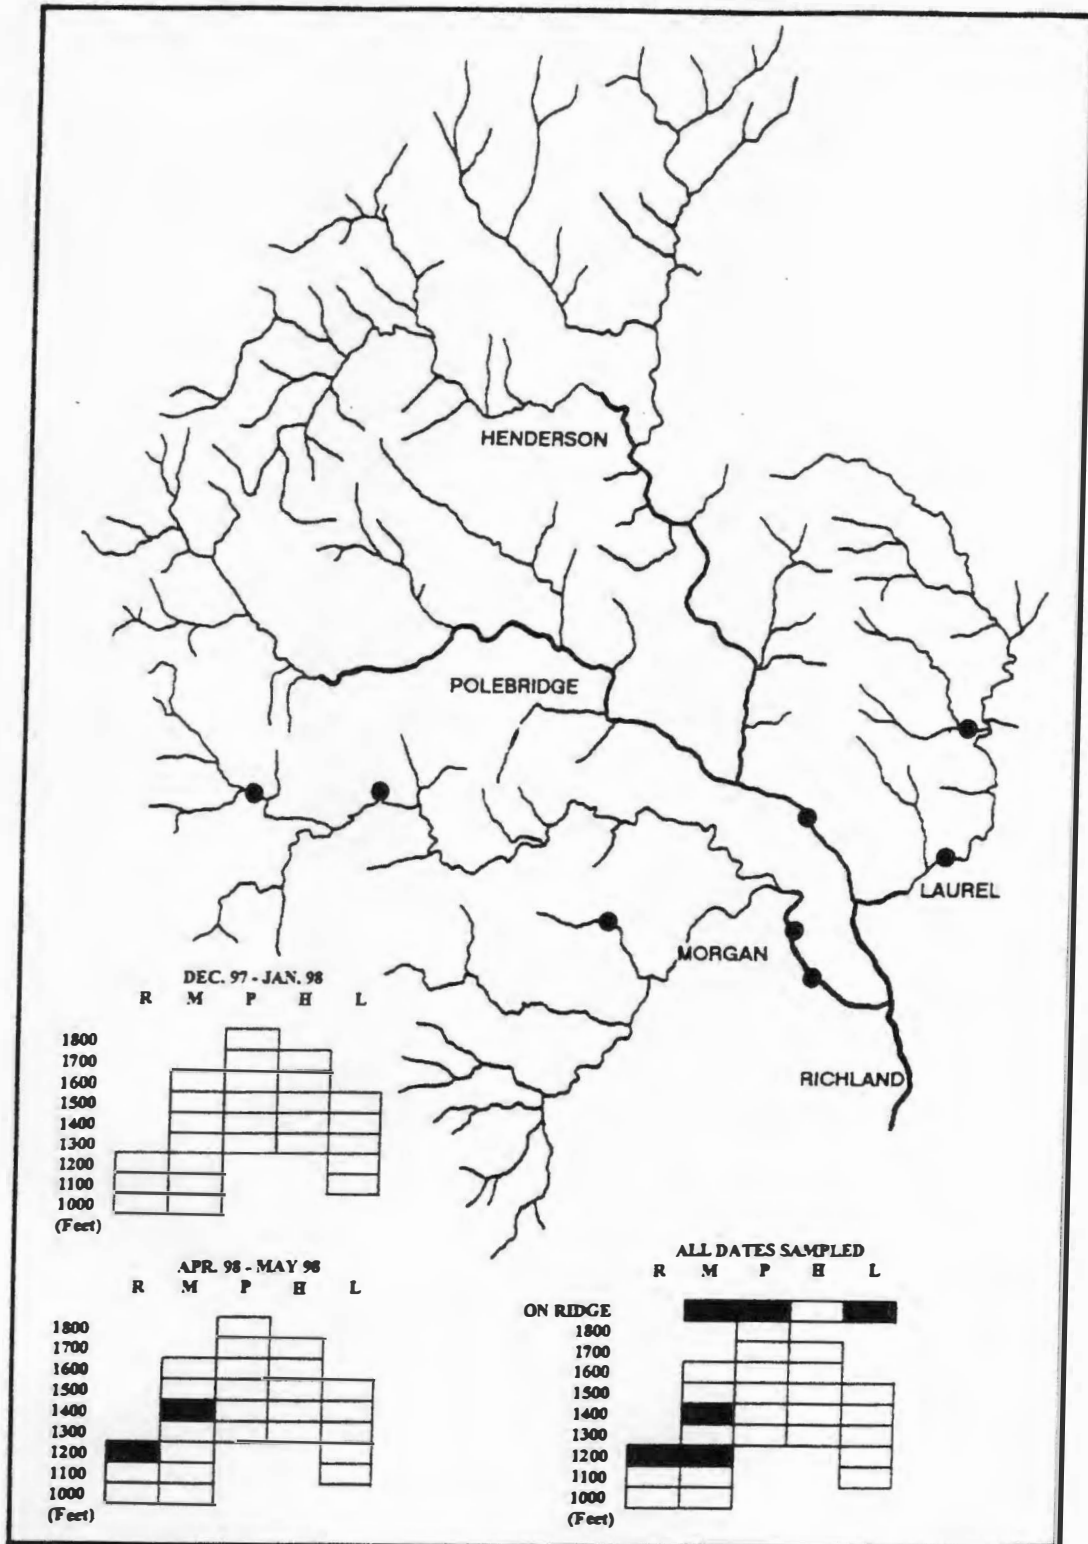 HENDERSON
POLEBRIDGE
LAUREL
MORGAN
RICHLAND
DEC. 97 - JAN. 98
R M P H L
1800
1700
1600
1500
1400
1300
1200
1100
1000
(Feet)
APR. 98 - MAY 98
R M P H L
1800
1700
1600
1500
1400
1300
1200
1100
1000
(Feet)
ALL DATES SAMPLED
R M P H L
ON RIDGE
1800
1700
1600
1500
1400
1300
1200
1100
1000
(Feet)